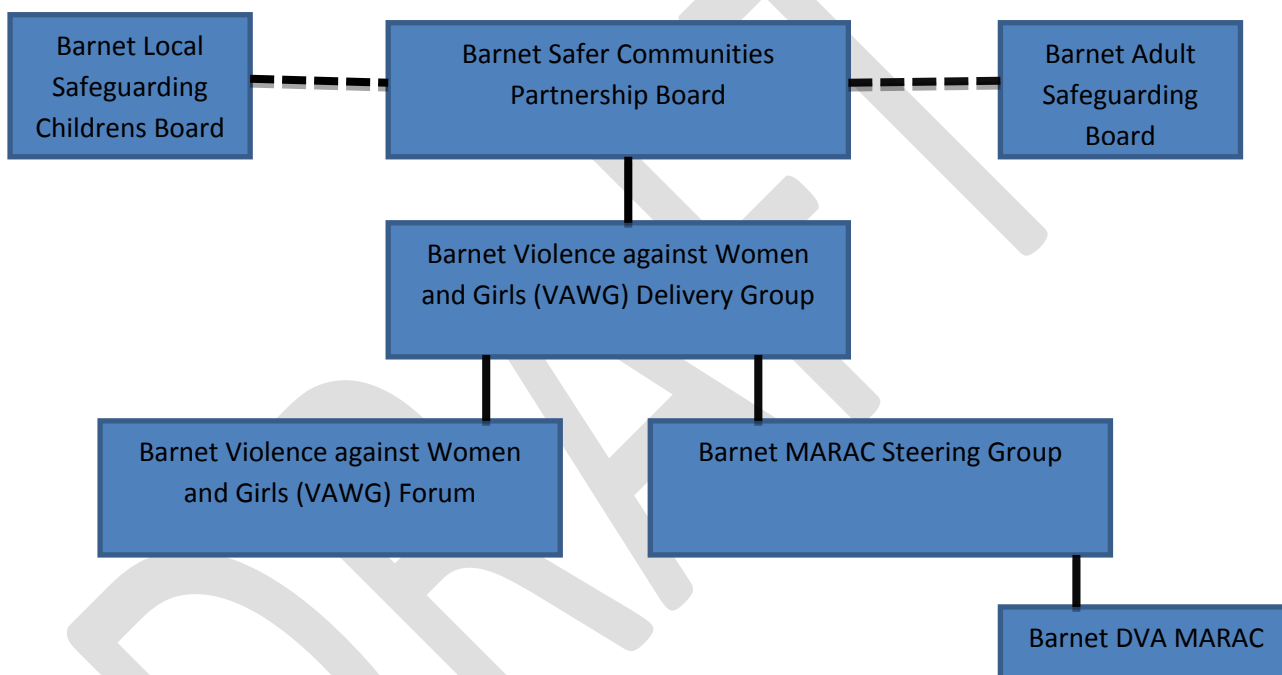 Barnet Local
Safeguarding
Childrens Board
Barnet Safer Communities
Partnership Board
Barnet Adult
Safeguarding
Board
Barnet Violence against Women
and Girls (VAWG) Delivery Group
Barnet Violence against Women
and Girls (VAWG) Forum
Barnet MARAC Steering Group
Barnet DVA MARAC
DRAFT